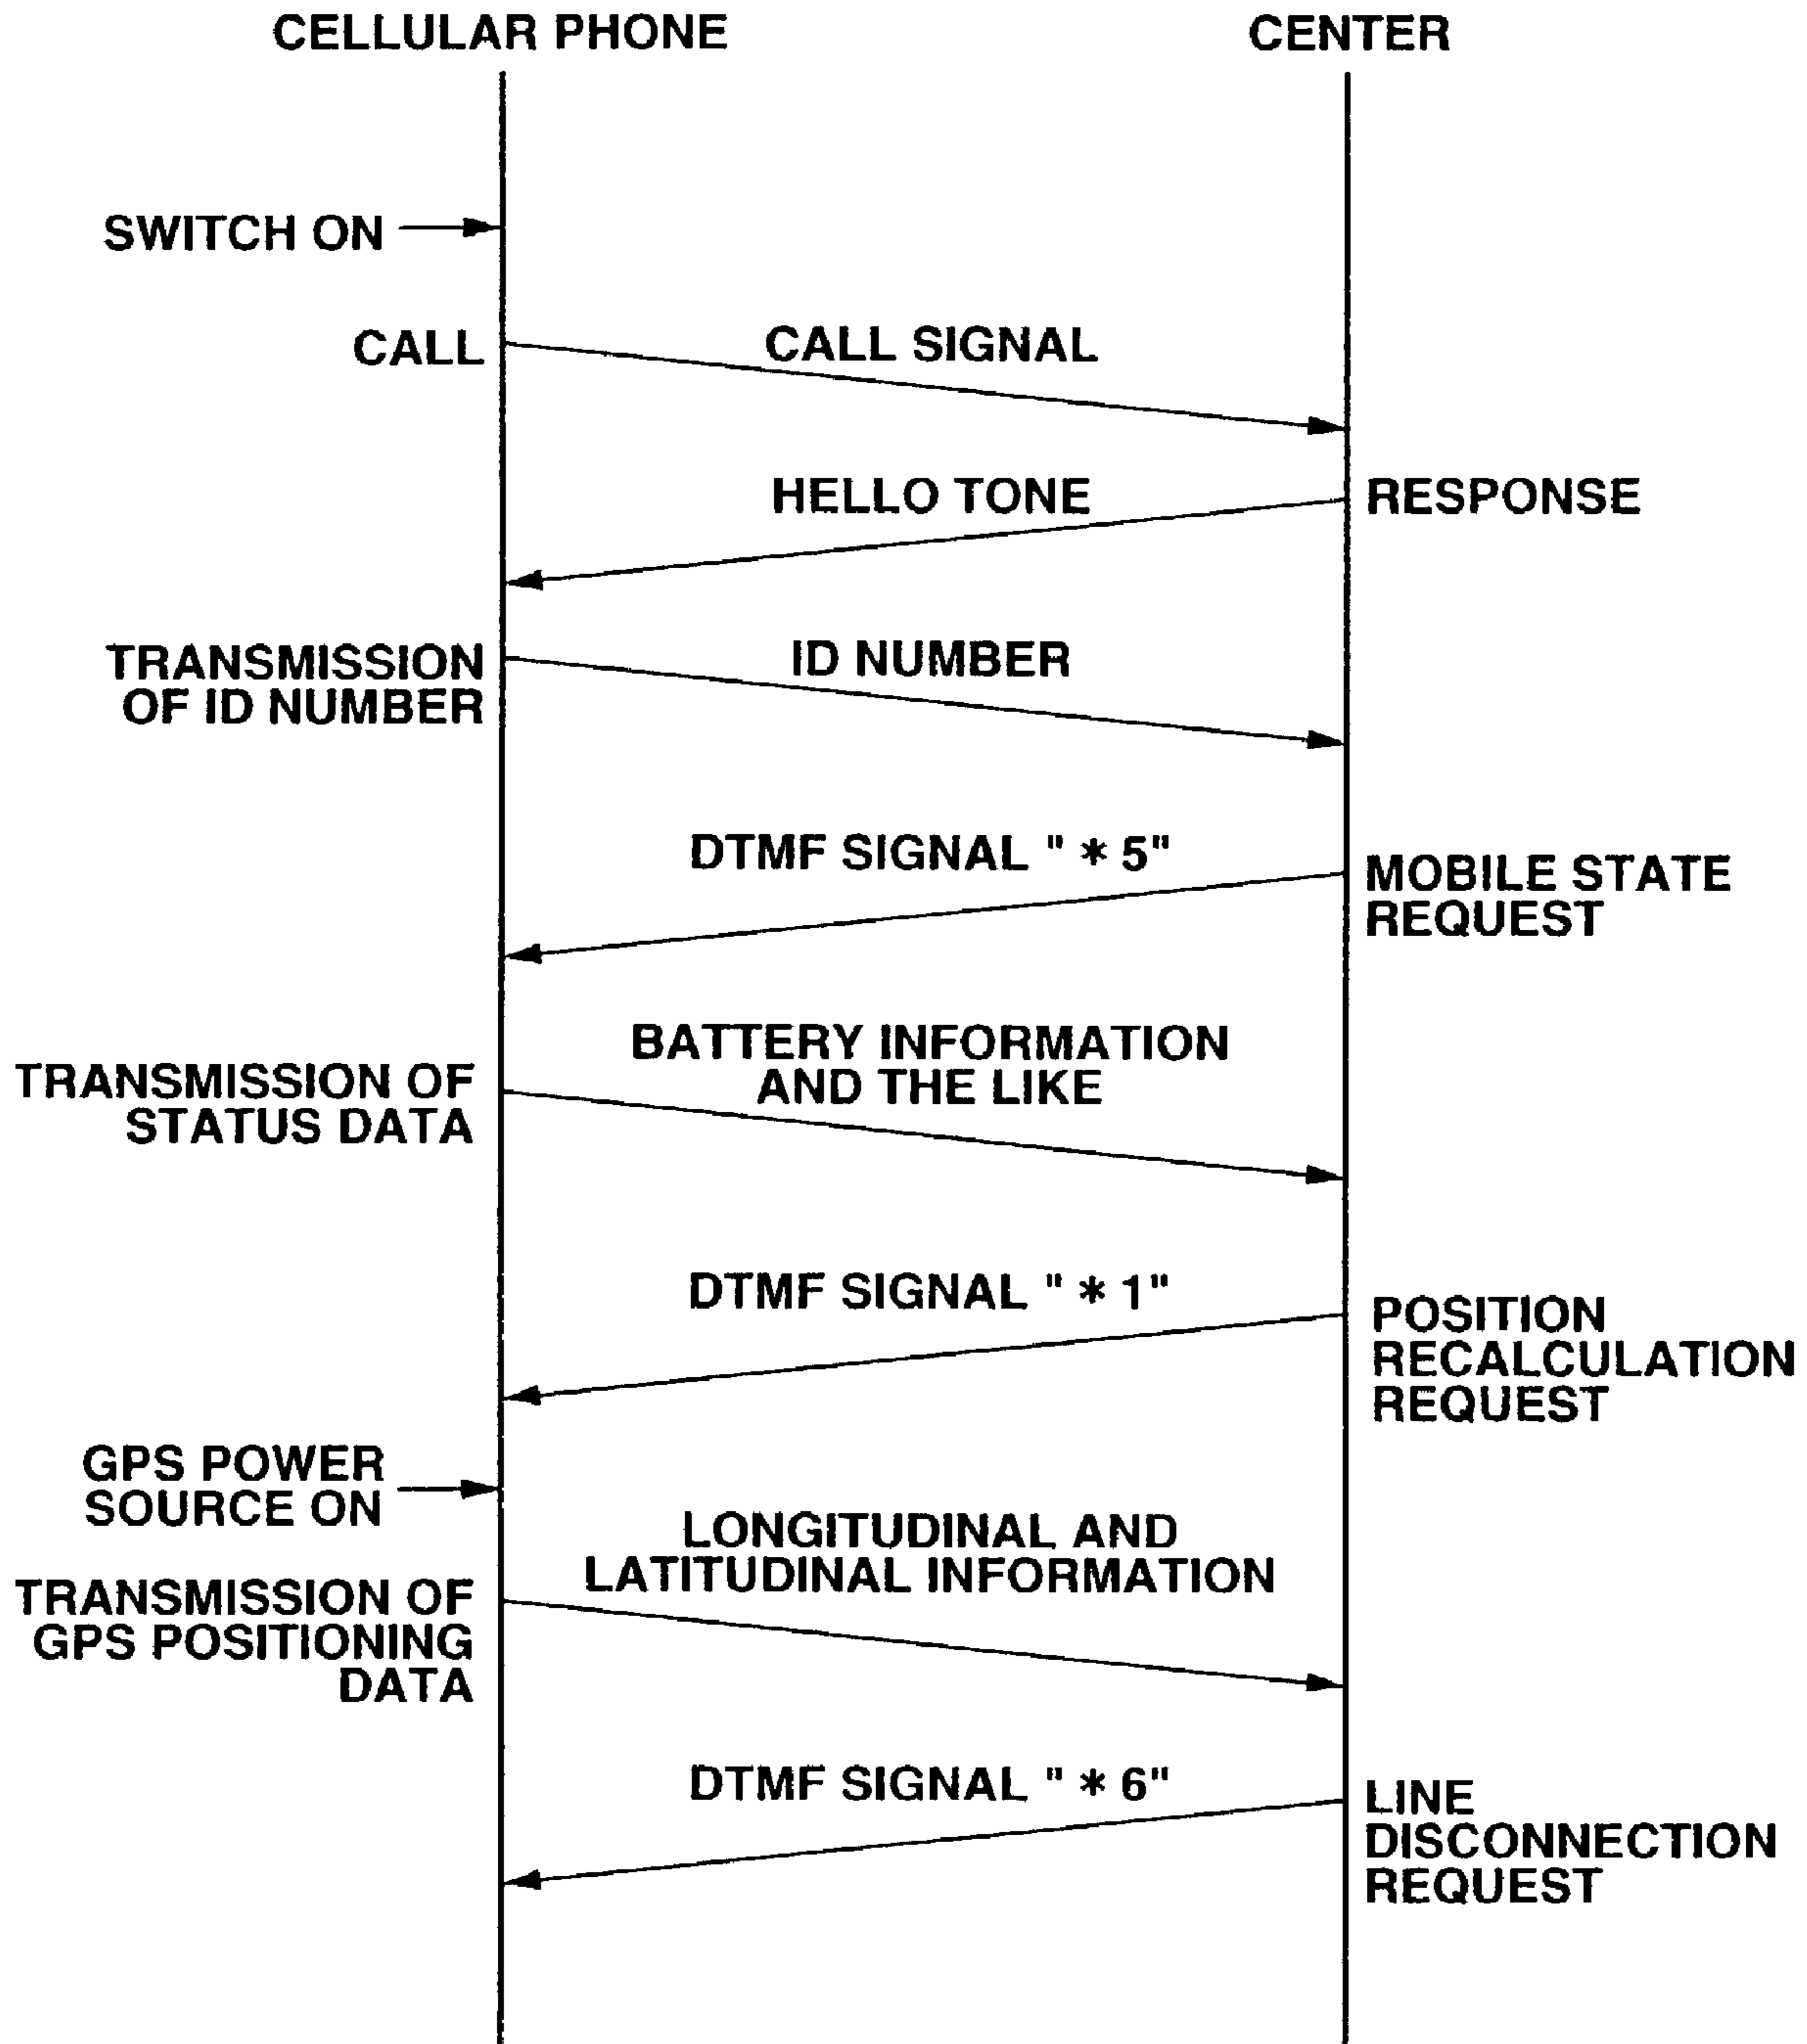 CELLULAR PHONE
CENTER
SWITCH ON
CALL
CALL SIGNAL
HELLO TONE
RESPONSE
TRANSMISSION
OF ID NUMBER
ID NUMBER
DTMF SIGNAL " * 5"
MOBILE STATE
REQUEST
BATTERY INFORMATION
AND THE LIKE
TRANSMISSION OF
STATUS DATA
DTMF SIGNAL " * 1"
POSITION
RECALCULATION
REQUEST
GPS POWER
SOURCE ON
LONGITUDINAL AND
LATITUDINAL INFORMATION
TRANSMISSION OF
GPS POSITIONING
DATA
DTMF SIGNAL " * 6"
LINE
DISCONNECTION
REQUEST